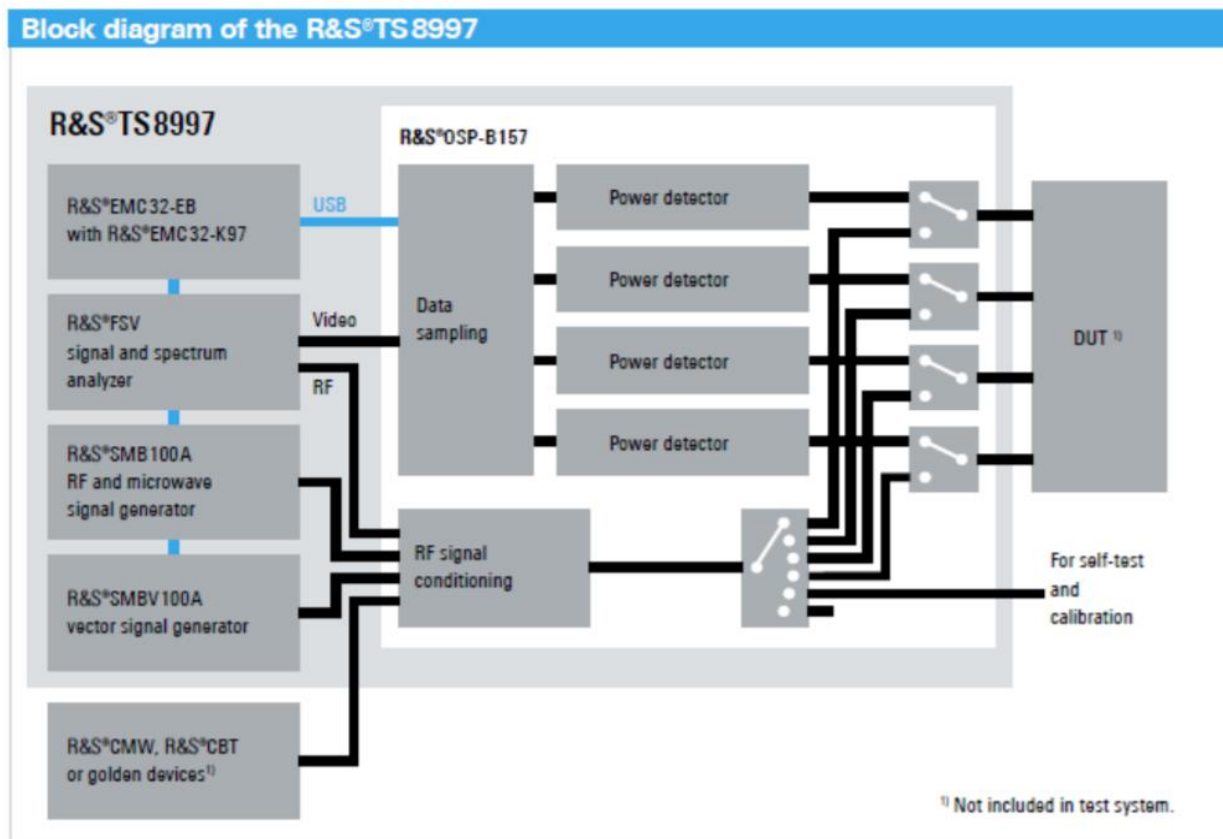 Block diagram of the R&S®TS8997
R&S®TS8997
R&S®OSP-B157
R&S®EMC32-EB
with R&S®EMC32-K97
USB
R&S®FSV
signal and spectrum
analyzer
Video
RF
R&S®SMB100A
RF and microwave
signal generator
R&S®SMBV100A
vector signal generator
R&S®CMW, R&S®CBT
or golden devices¹⁾
Data
sampling
Power detector
Power detector
Power detector
Power detector
RF signal
conditioning
DUT ¹⁾
For self-test
and
calibration
¹⁾ Not included in test system.